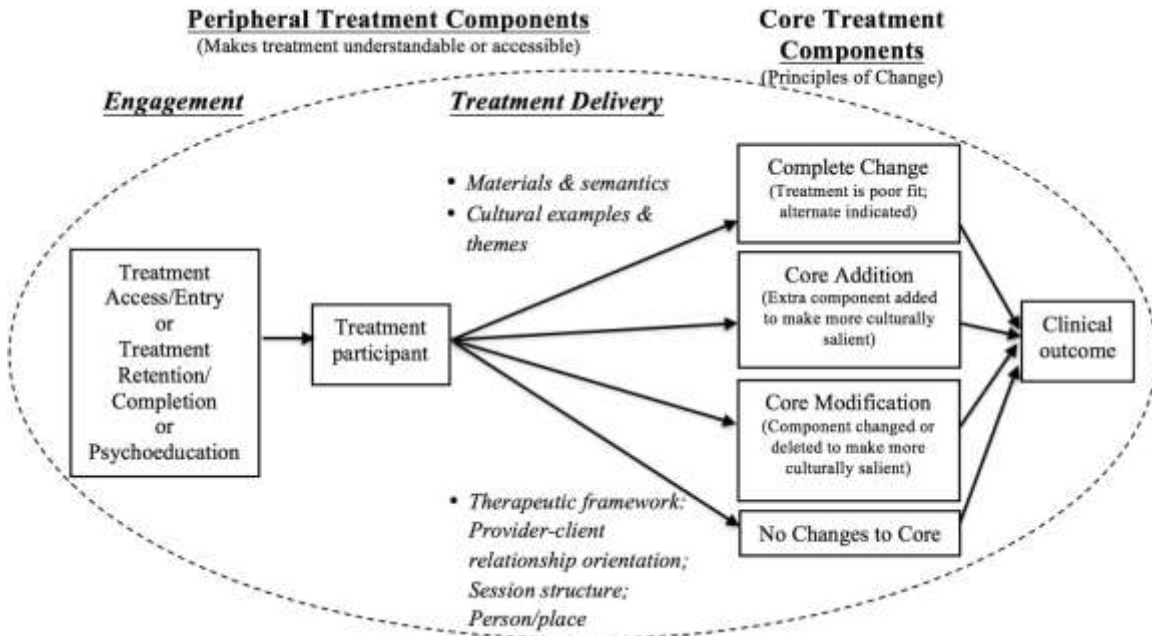 Peripheral Treatment Components
(Makes treatment understandable or accessible)
Core Treatment
Components
(Principles of Change)
Engagement
Treatment Delivery
• Materials & semantics
• Cultural examples &
themes
Treatment
Access/Entry
or
Treatment
Retention/
Completion
or
Psychoeducation
Treatment
participant
Complete Change
(Treatment is poor fit;
alternate indicated)
Core Addition
(Extra component added
to make more culturally
salient)
Core Modification
(Component changed or
deleted to make more
culturally salient)
No Changes to Core
Clinical
outcome
• Therapeutic framework:
Provider-client
relationship orientation;
Session structure;
Person/place